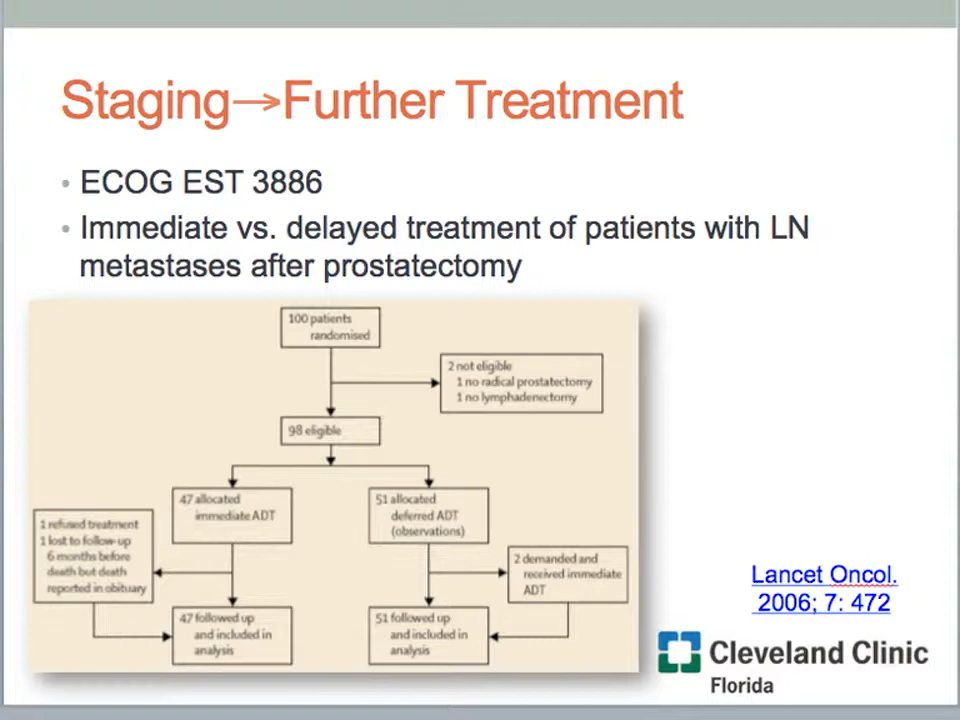 Staging→Further Treatment
• ECOG EST 3886
• Immediate vs. delayed treatment of patients with LN
metastases after prostatectomy
100 patients
randomised
2 not eligible
1 no radical prostatectomy
1 no lymphadenectomy
98 eligible
47 allocated
immediate ADT
51 allocated
deferred ADT
(observations)
1 refused treatment
1 lost to follow-up
6 months before
death but death
reported in obituary
2 demanded and
received immediate
ADT
47 followed up
and included in
analysis
51 followed up
and included in
analysis
Lancet Oncol.
2006; 7: 472
Cleveland Clinic
Florida